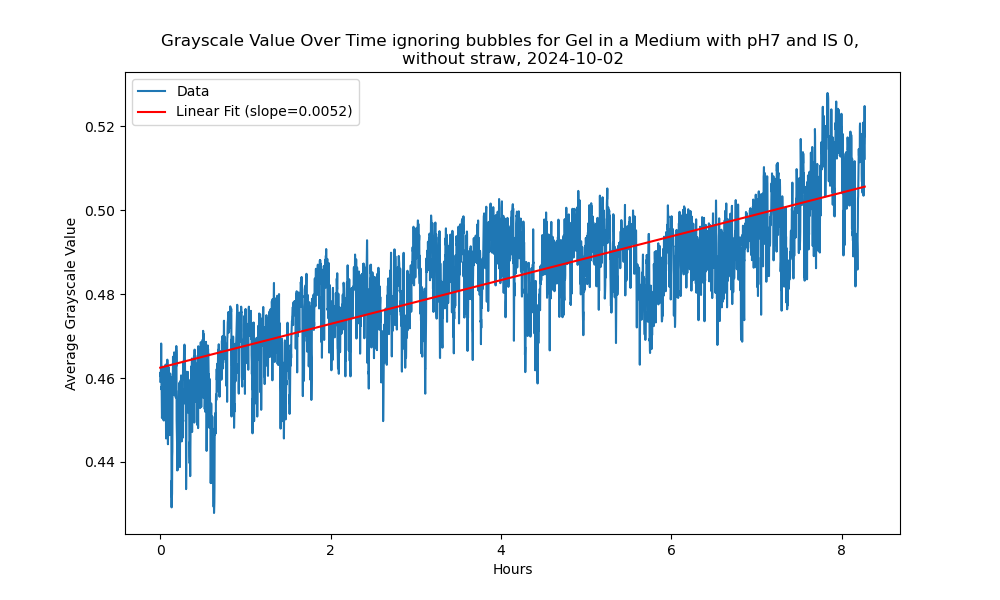 Grayscale Value Over Time ignoring bubbles for Gel in a Medium with pH7 and IS 0,
without straw, 2024-10-02
Data
Linear Fit (slope=0.0052)
Average Grayscale Value
0.52
0.50
0.48
0.46
0.44
0 2 4 6 8
Hours